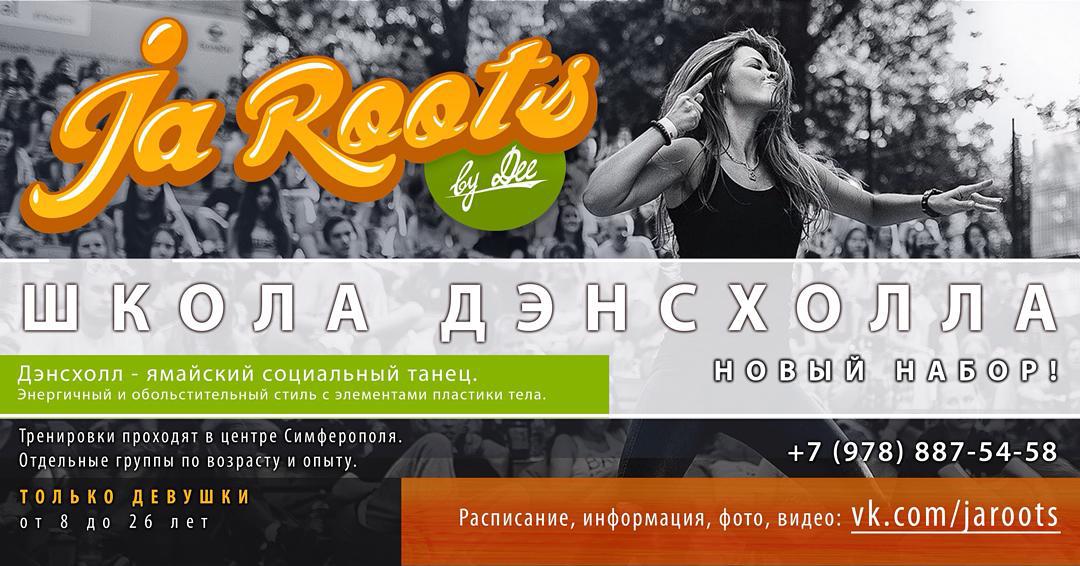 Ja Roots
by Dee
ШКОЛА ДЭНСХОЛЛА
Дэнсхолл - ямайский социальный танец.
Энергичный и обольстительный стиль с элементами пластики тела.
НОВЫЙ НАБОР!
Тренировки проходят в центре Симферополя.
Отдельные группы по возрасту и опыту.
+7 (978) 887-54-58
ТОЛЬКО ДЕВУШКИ
от 8 до 26 лет
Расписание, информация, фото, видео: vk.com/jaroots